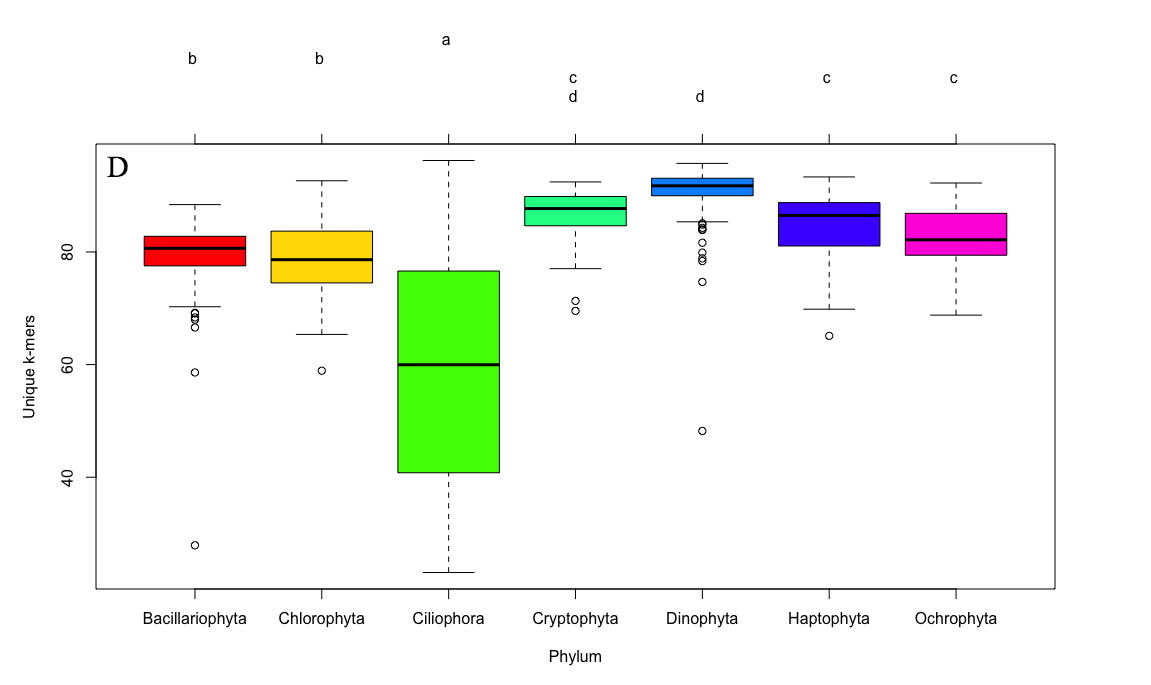 a
b b
c c c
d d
D
80
60
40
Unique k-mers
Bacillariophyta Chlorophyta Ciliophora Cryptophyta Dinophyta Haptophyta Ochrophyta
Phylum